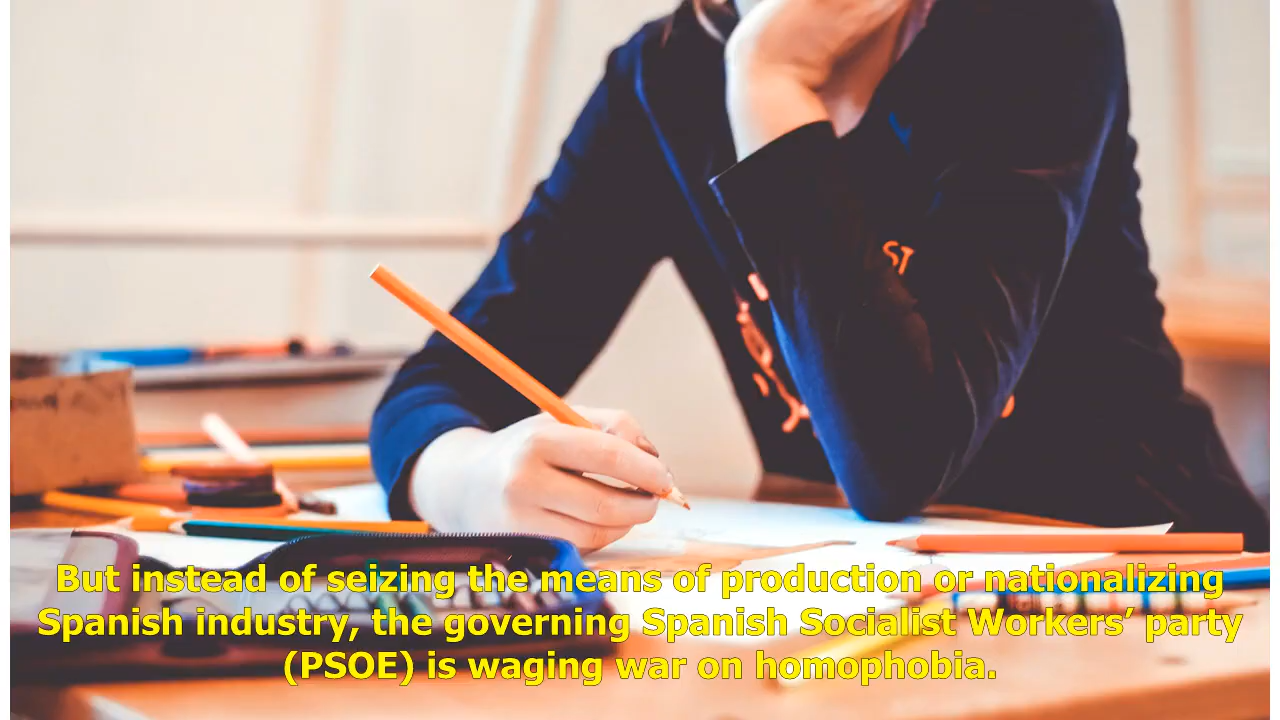 ST
But instead of seizing the means of production or nationalizing
Spanish industry, the governing Spanish Socialist Workers’ party
(PSOE) is waging war on homophobia.